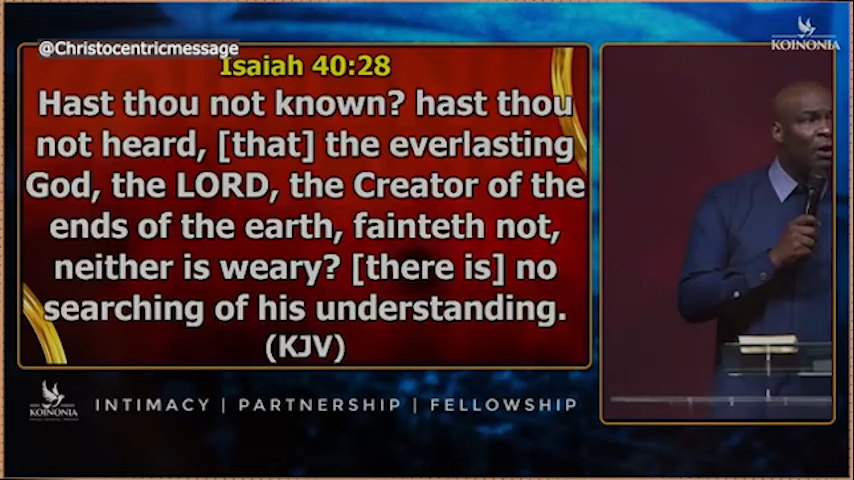 @Christocentricmessage
KOINONIA
Isaiah 40:28
Hast thou not known? hast thou
not heard, [that] the everlasting
God, the LORD, the Creator of the
ends of the earth, fainteth not,
neither is weary? [there is] no
searching of his understanding.
(KJV)
KOINONIA
INTIMACY | PARTNERSHIP | FELLOWSHIP